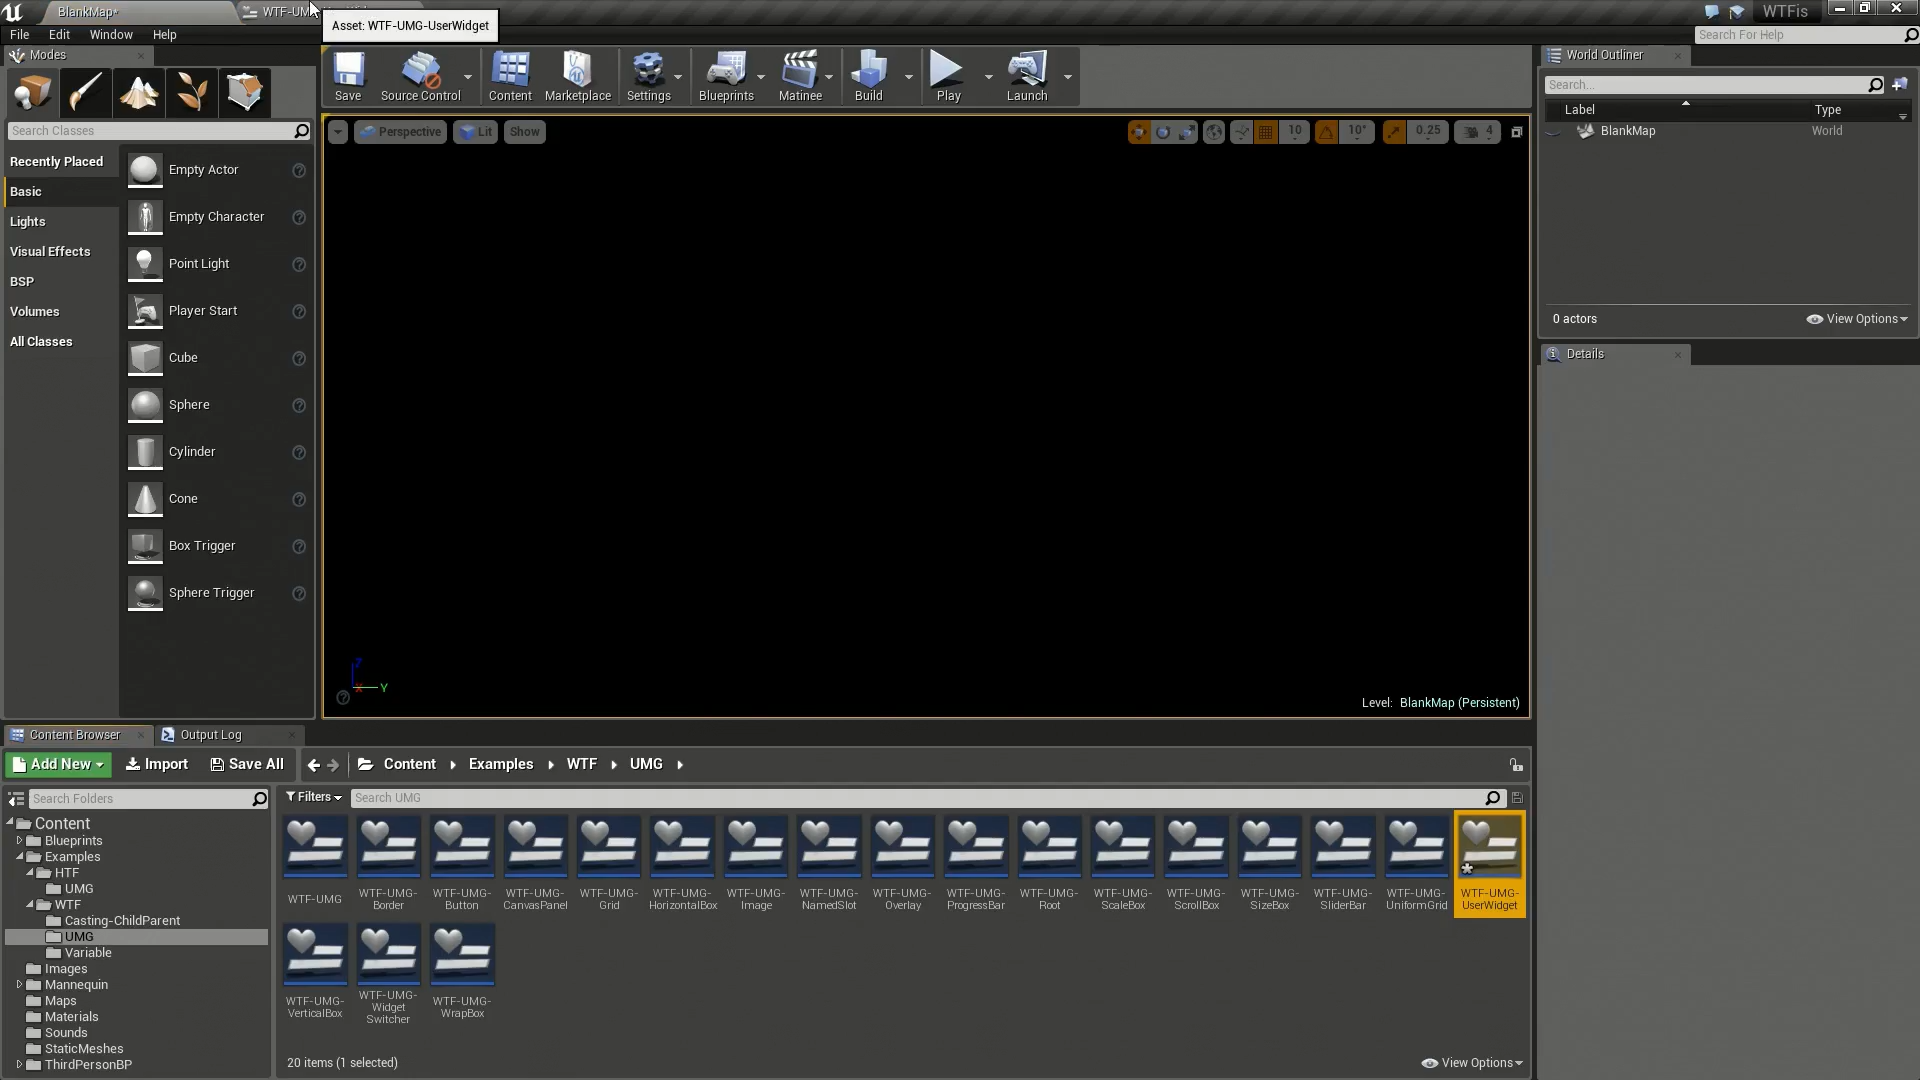 BlankMap*
WTF-UM
Asset: WTF-UMG-UserWidget
WTFis
File Edit Window Help
Search For Help
Modes
Save Source Control Content Marketplace Settings Blueprints Matinee Build Play Launch
World Outliner
Search...
Label Type
BlankMap World
0 actors
View Options
Details
Search Classes
Recently Placed
Basic
Lights
Visual Effects
BSP
Volumes
All Classes
Empty Actor
Empty Character
Point Light
Player Start
Cube
Sphere
Cylinder
Cone
Box Trigger
Sphere Trigger
Perspective Lit Show
10 10° 0.25 4
Z
X Y
Level: BlankMap (Persistent)
Content Browser
Output Log
Add New Import Save All
Content Examples WTF UMG
Search Folders
Filters
Search UMG
Content
Blueprints
Examples
HTF
UMG
WTF
Casting-ChildParent
UMG
Variable
Images
Mannequin
Maps
Materials
Sounds
StaticMeshes
ThirdPersonBP
WTF-UMG
WTF-UMG-
Border
WTF-UMG-
Button
WTF-UMG-
CanvasPanel
WTF-UMG-
Grid
WTF-UMG-
HorizontalBox
WTF-UMG-
Image
WTF-UMG-
NamedSlot
WTF-UMG-
Overlay
WTF-UMG-
ProgressBar
WTF-UMG-
Root
WTF-UMG-
ScaleBox
WTF-UMG-
ScrollBox
WTF-UMG-
SizeBox
WTF-UMG-
SliderBar
WTF-UMG-
UniformGrid
WTF-UMG-
UserWidget
WTF-UMG-
VerticalBox
WTF-UMG-
Widget
Switcher
WTF-UMG-
WrapBox
20 items (1 selected)
View Options